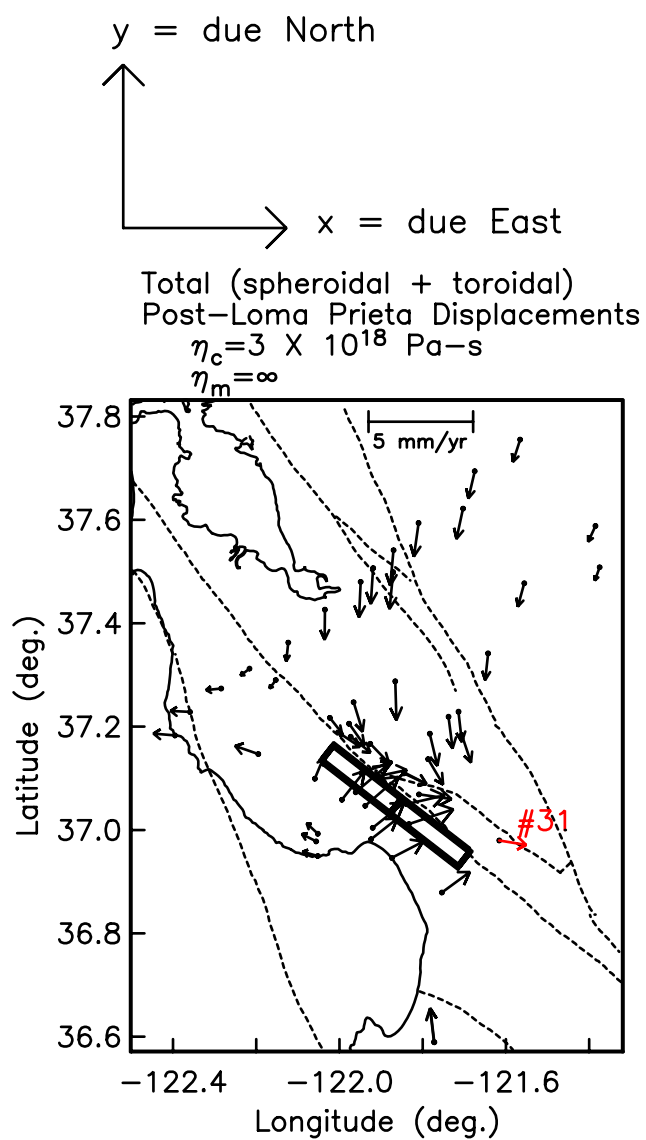 y = due North
x = due East
Total (spheroidal + toroidal)
Post-Loma Prieta Displacements
η_c=3 X 10^18 Pa-s
η_m=∞
37.8
5 mm/yr
37.6
37.4
37.2
37.0
#31
36.8
36.6
Latitude (deg.)
-122.4 -122.0 -121.6
Longitude (deg.)